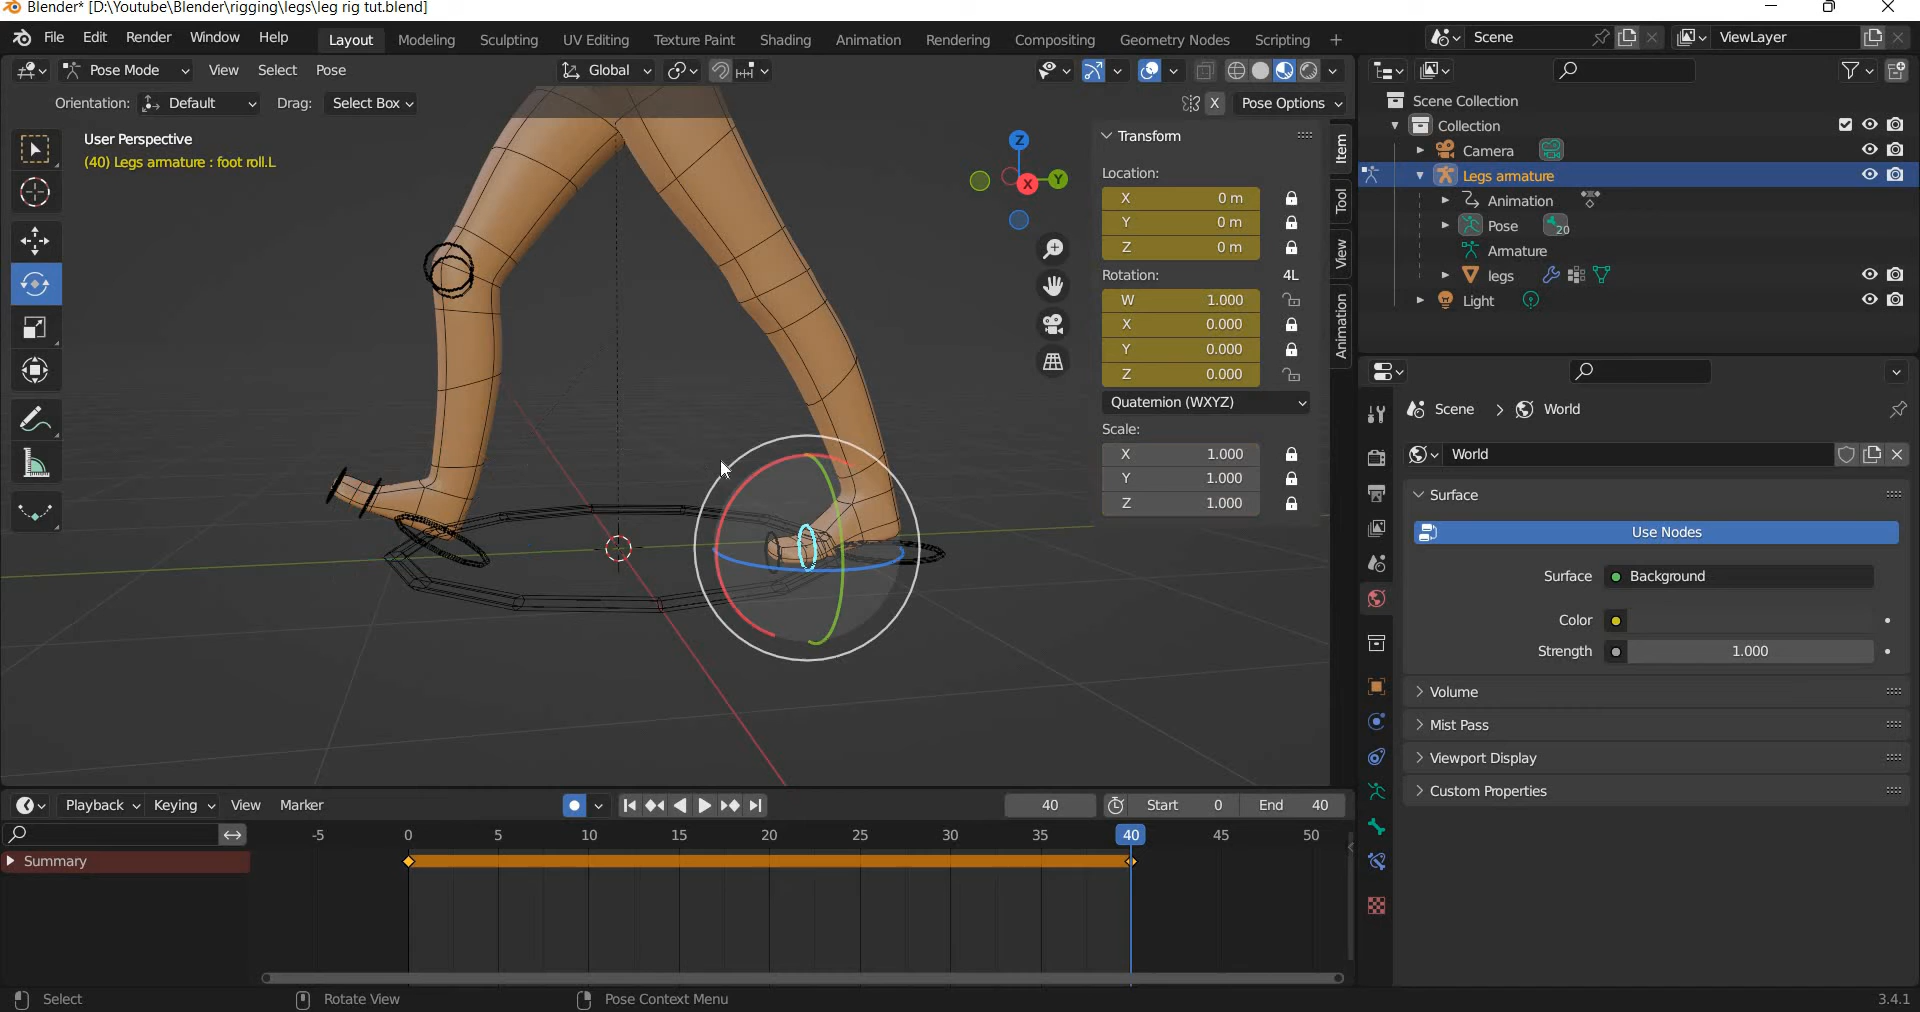 Blender* [D:\Youtube\Blender\rigging\legs\leg rig tut.blend]
File Edit Render Window Help Layout Modeling Sculpting UV Editing Texture Paint Shading Animation Rendering Compositing Geometry Nodes Scripting + Scene ViewLayer
Pose Mode View Select Pose Global
Orientation: Default Drag: Select Box X Pose Options
User Perspective
(40) Legs armature : foot roll.L
Z
Y
X
Transform
Location:
X 0 m
Y 0 m
Z 0 m
Rotation: 4L
W 1.000
X 0.000
Y 0.000
Z 0.000
Quaternion (WXYZ)
Scale:
X 1.000
Y 1.000
Z 1.000
Item
Tool
View
Animation
Scene Collection
Collection
Camera
Legs armature
Animation
Pose 20
Armature
legs
Light
Scene > World
World
Surface
Use Nodes
Surface Background
Color
Strength 1.000
Volume
Mist Pass
Viewport Display
Custom Properties
Playback Keying View Marker 40 Start 0 End 40
-5 0 5 10 15 20 25 30 35 40 45 50
Summary
Select Rotate View Pose Context Menu 3.4.1